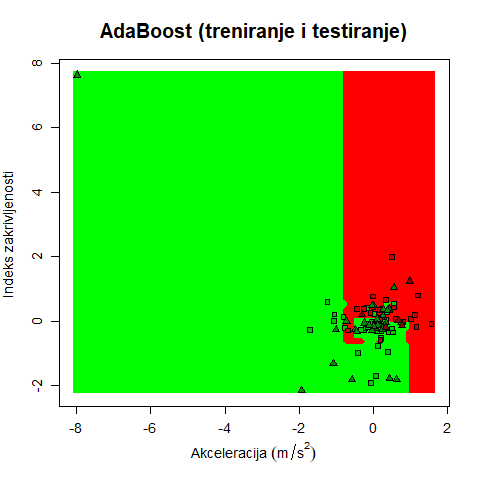 AdaBoost (treniranje i testiranje)
8
6
4
2
0
-2
Indeks zakrivljenosti
-8 -6 -4 -2 0 2
Akceleracija (m/s²)